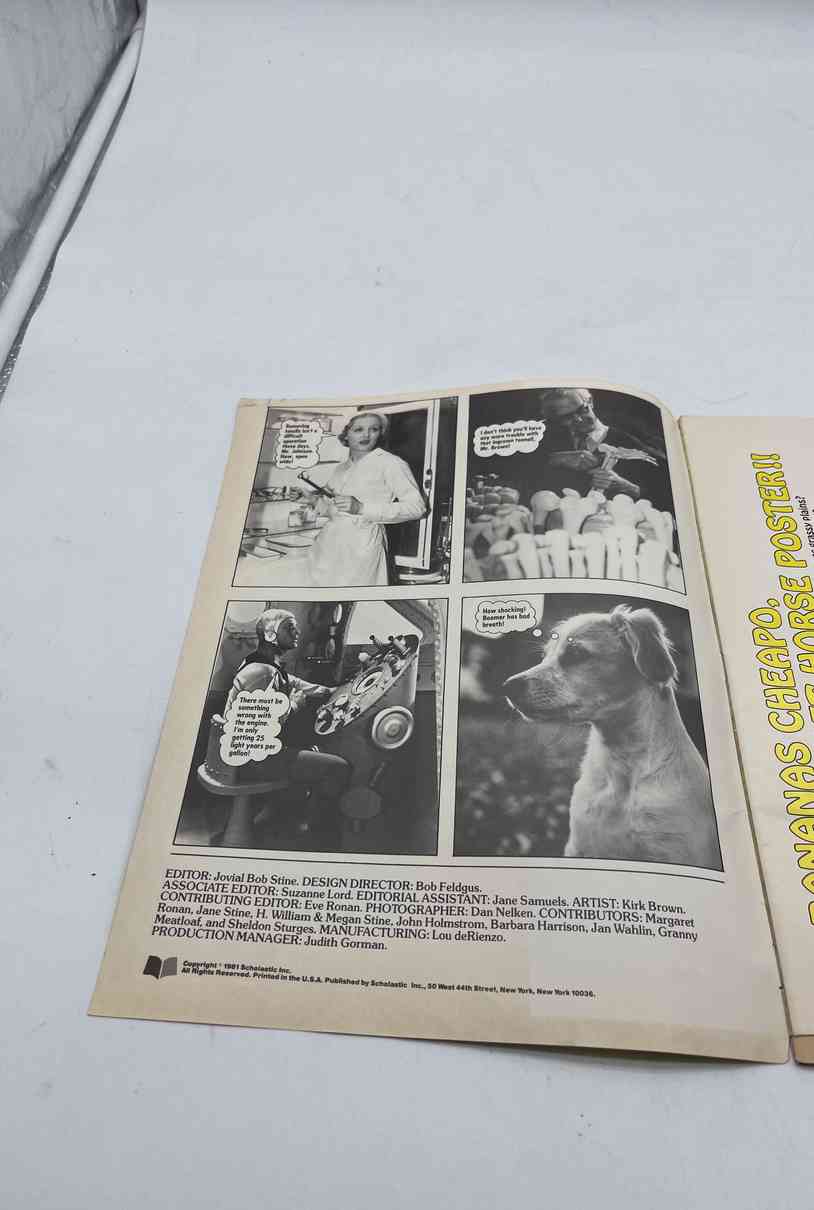 Removing
tonsils isn't a
difficult
operation
these days,
Mr. Johnson.
Now, open
wide!
I don't think you'll have
any more trouble with
that ingrown toenail,
Mr. Brown!
There must be
something
wrong with
the engine.
I'm only
getting 25
light years per
gallon!
How shocking!
Boomer has bad
breath!
EDITOR: Jovial Bob Stine. DESIGN DIRECTOR: Bob Feldgus.
ASSOCIATE EDITOR: Suzanne Lord. EDITORIAL ASSISTANT: Jane Samuels. ARTIST: Kirk Brown.
CONTRIBUTING EDITOR: Eve Ronan. PHOTOGRAPHER: Dan Nelken. CONTRIBUTORS: Margaret
Ronan, Jane Stine, H. William & Megan Stine, John Holmstrom, Barbara Harrison, Jan Wahlin, Granny
Meatloaf, and Sheldon Sturges. MANUFACTURING: Lou deRienzo.
PRODUCTION MANAGER: Judith Gorman.
Copyright © 1981 Scholastic Inc.
All Rights Reserved. Printed in the U.S.A. Published by Scholastic Inc., 50 West 44th Street, New York, New York 10036.
BANANAS CHEAPO,
HORSE POSTER!!
grassy plains?